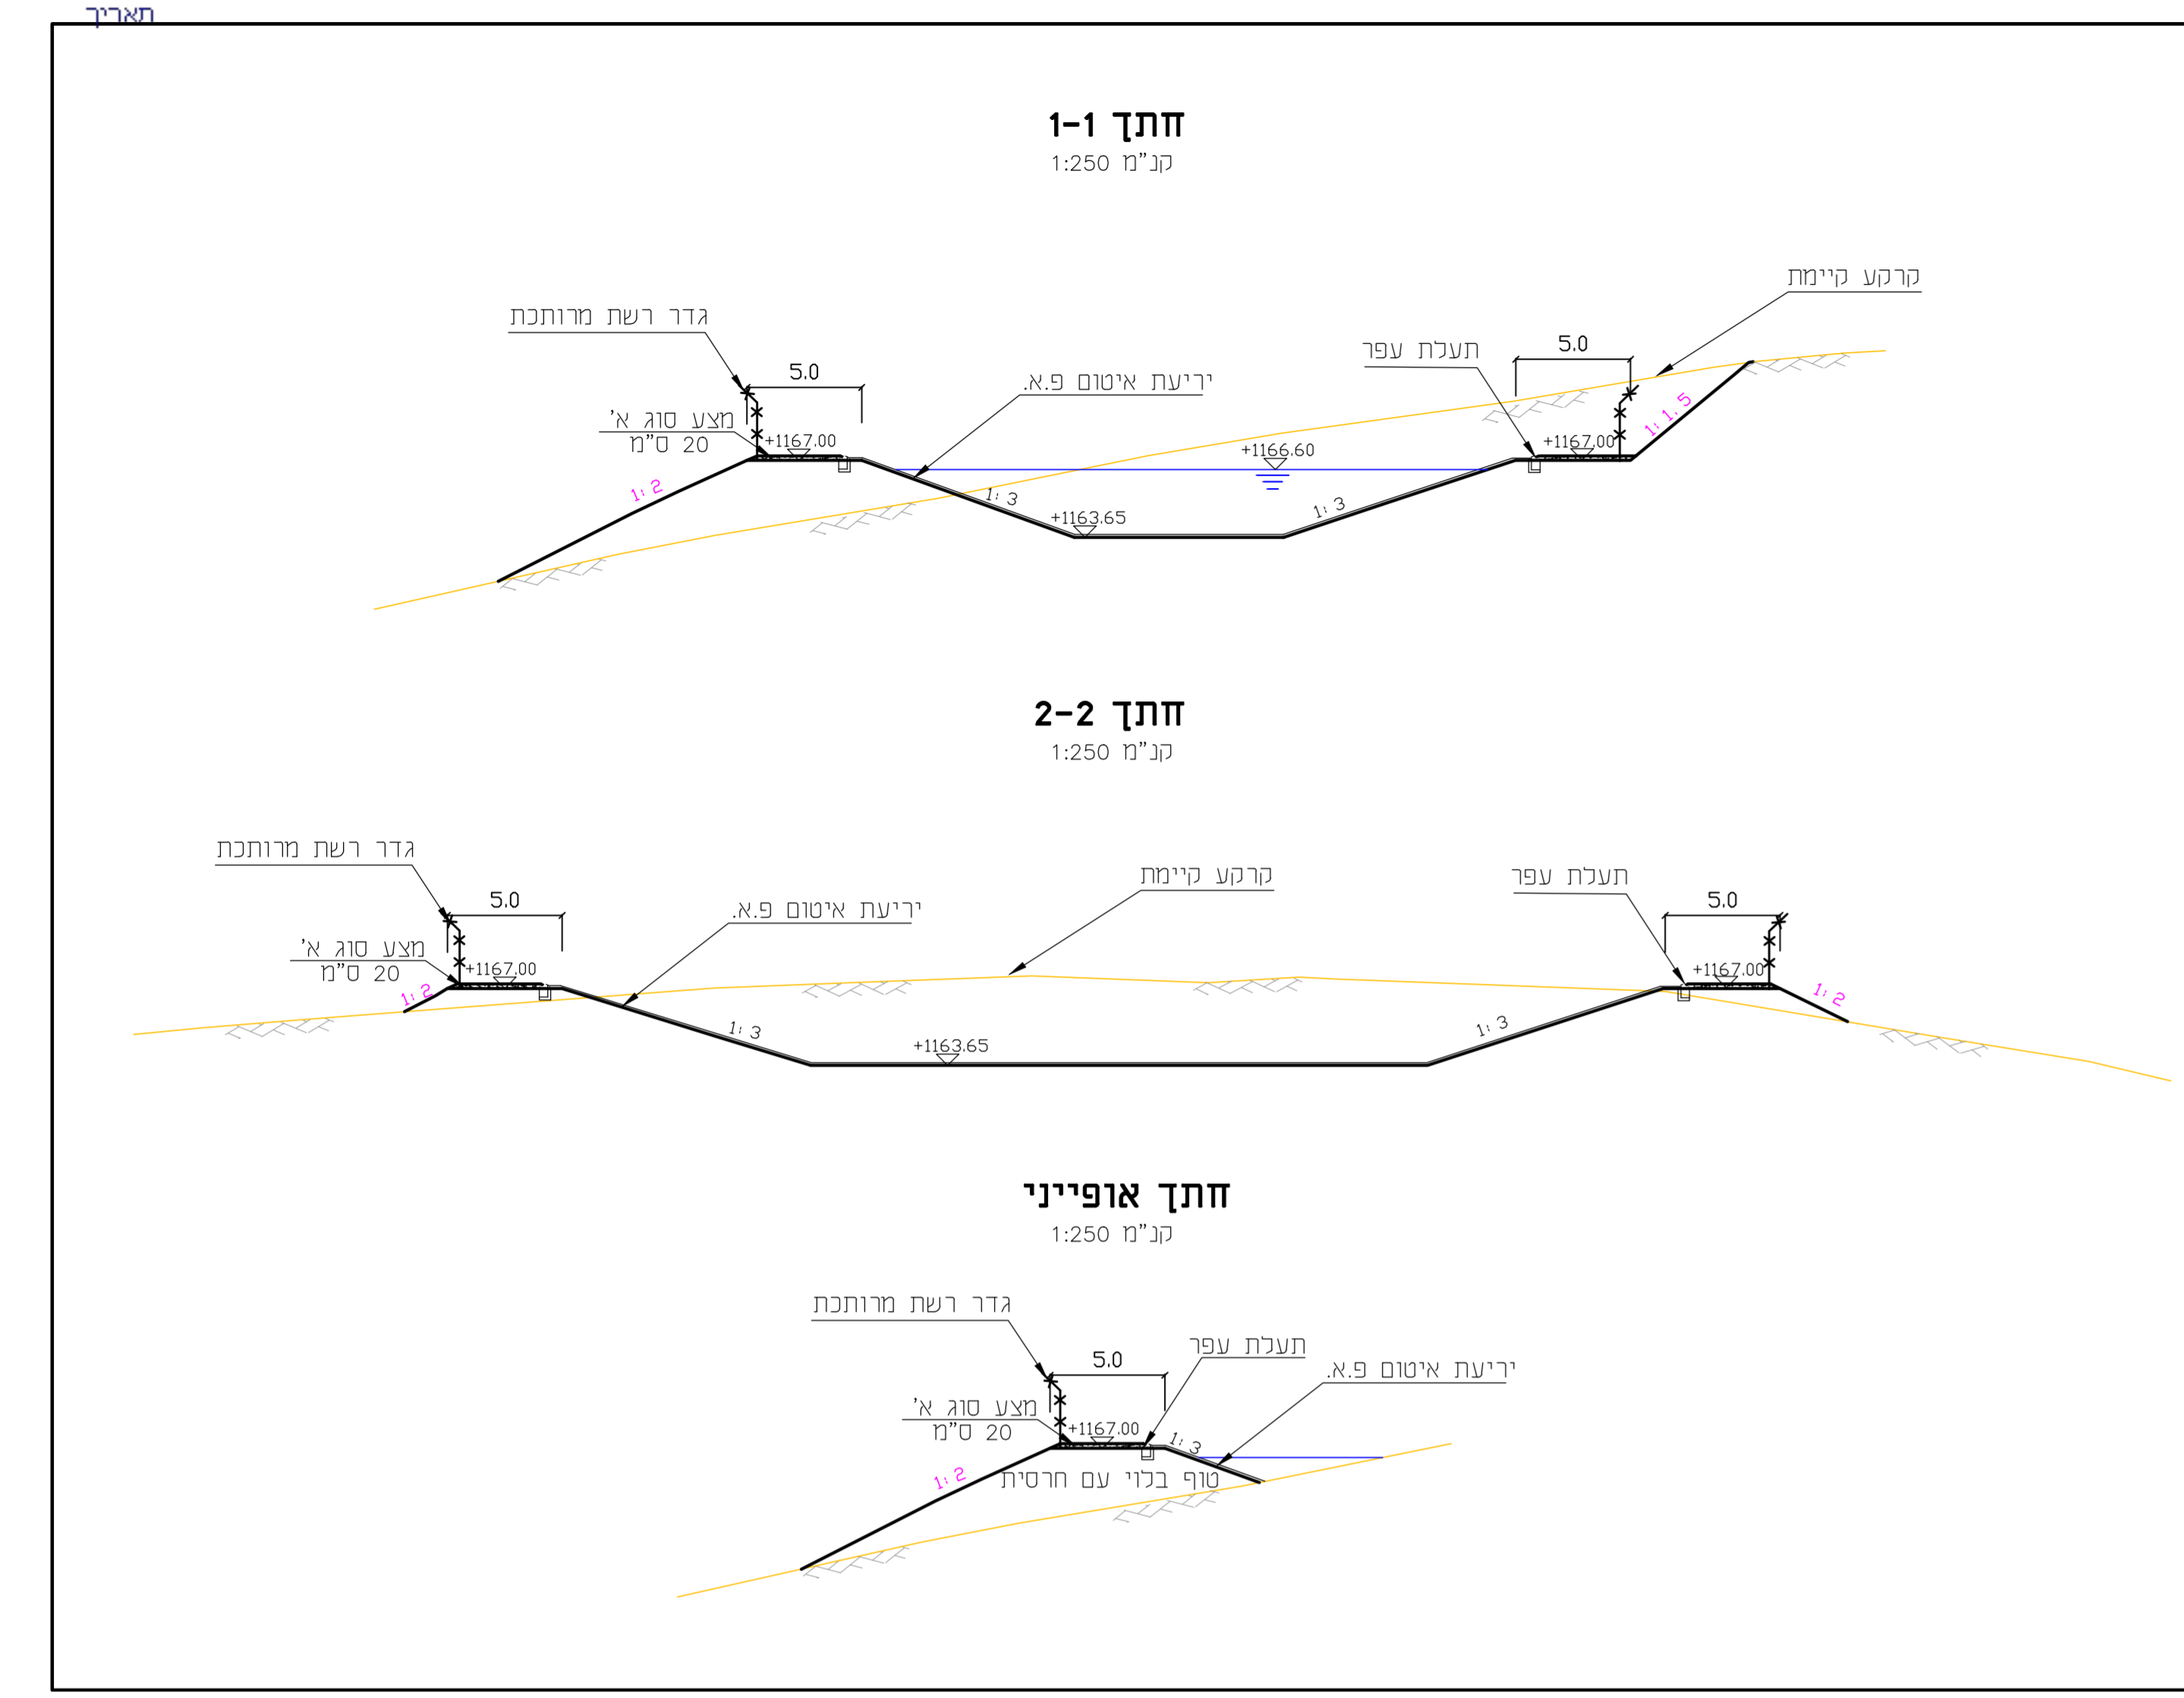 תאריך
חתך 1-1
קנ"מ 1:250
קרקע קיימת
גדר רשת מרותכת
תעלת עפר
5.0
5.0
יריעת איטום פ.א.
מצע סוג א'
20 ס"מ
+1167.00
+1166.60
+1167.00
1:1.5
1:2
1:3
1:3
+1163.65
חתך 2-2
קנ"מ 1:250
גדר רשת מרותכת
קרקע קיימת
תעלת עפר
5.0
5.0
יריעת איטום פ.א.
מצע סוג א'
20 ס"מ
+1167.00
+1167.00
1:2
1:2
1:3
1:3
+1163.65
חתך אופייני
קנ"מ 1:250
גדר רשת מרותכת
תעלת עפר
5.0
יריעת איטום פ.א.
מצע סוג א'
20 ס"מ
+1167.00
1:3
1:2
טוף בלוי עם חרסית